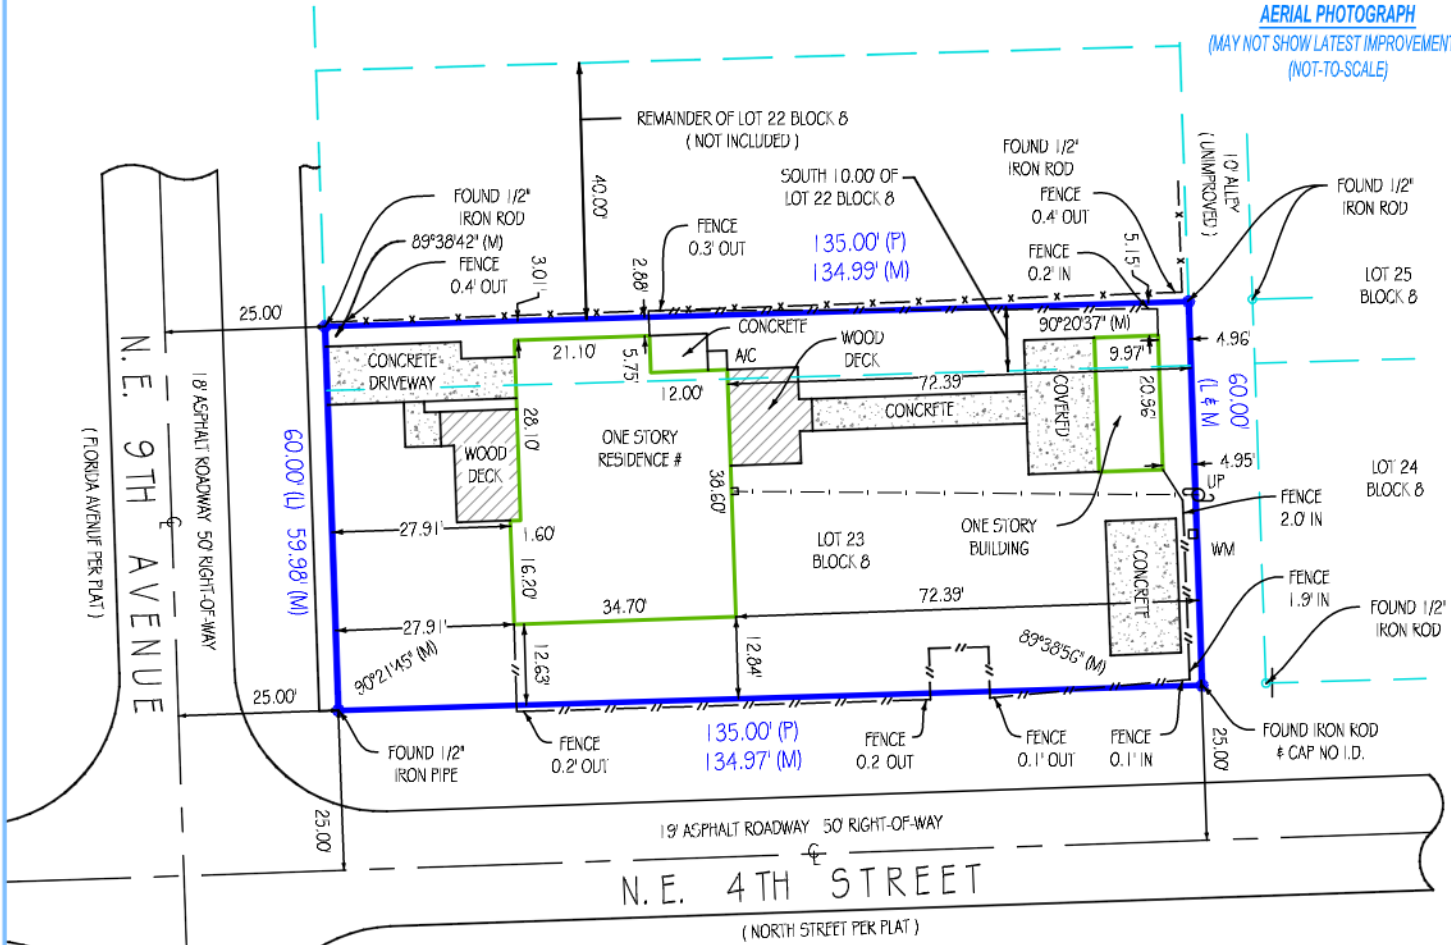 AERIAL PHOTOGRAPH
(MAY NOT SHOW LATEST IMPROVEMENT
(NOT-TO-SCALE)
REMAINDER OF LOT 22 BLOCK 8
( NOT INCLUDED )
40.00'
SOUTH 10.00' OF
LOT 22 BLOCK 8
FOUND 1/2"
IRON ROD
FENCE
0.4' OUT
10' ALLEY
( UNIMPROVED )
FOUND 1/2"
IRON ROD
FOUND 1/2"
IRON ROD
89°38'42" (M)
FENCE
0.4' OUT
FENCE
0.3' OUT
135.00' (P)
134.99' (M)
FENCE
0.2' IN
5.15'
LOT 25
BLOCK 8
3.01'
2.88'
25.00'
90°20'37" (M)
4.96'
CONCRETE
DRIVEWAY
21.10'
5.75'
CONCRETE
A/C
WOOD
DECK
12.00'
72.39'
9.97'
20.96'
COVERED
60.00'
(L & M
CONCRETE
28.10'
ONE STORY
RESIDENCE #
WOOD
DECK
38.60'
4.95'
UP
LOT 24
BLOCK 8
FENCE
2.0' IN
27.91'
1.60'
16.20'
LOT 23
BLOCK 8
ONE STORY
BUILDING
WM
CONCRETE
FENCE
1.9' IN
60.00' (L) 59.98' (M)
N.E. 9TH AVENUE
( FLORIDA AVENUE PER PLAT )
18' ASPHALT ROADWAY 50' RIGHT-OF-WAY
34.70'
72.39'
27.91'
90°21'45" (M)
12.63'
12.84'
89°38'56" (M)
FOUND 1/2"
IRON ROD
25.00'
FOUND 1/2"
IRON PIPE
FENCE
0.2' OUT
135.00' (P)
134.97' (M)
FENCE
0.2 OUT
FENCE
0.1' OUT
FENCE
0.1' IN
FOUND IRON ROD
& CAP NO I.D.
25.00'
25.00'
19' ASPHALT ROADWAY 50' RIGHT-OF-WAY
N.E. 4TH STREET
( NORTH STREET PER PLAT )